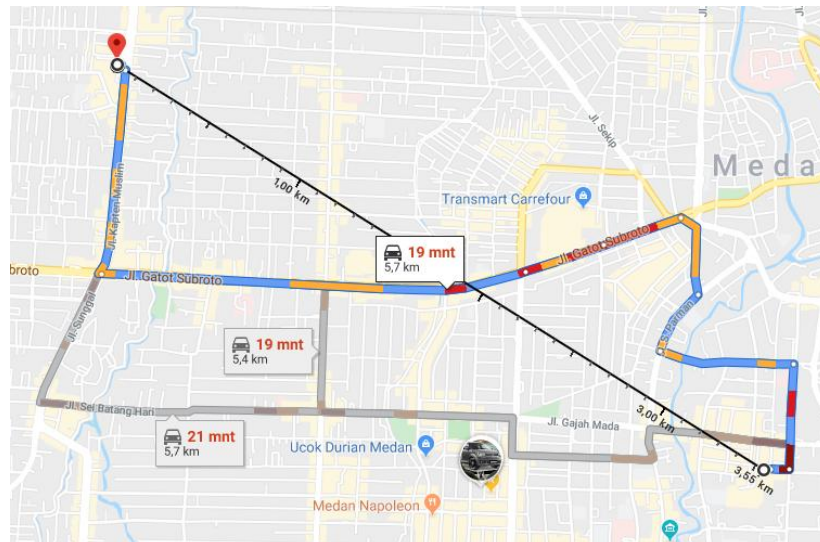 Jl. Sekip
Meda
Transmart Carrefour
1,00 km
Jl. Kapten Muslim
Jl. Gatot Subroto
19 mnt
5,7 km
broto
Jl. Gatot Subroto
Jl. Sunggal
S. Parman
19 mnt
5,4 km
Jl. Sei Batang Hari
3,00 km
Jl. Gajah Mada
21 mnt
5,7 km
Ucok Durian Medan
3,55 km
Medan Napoleon